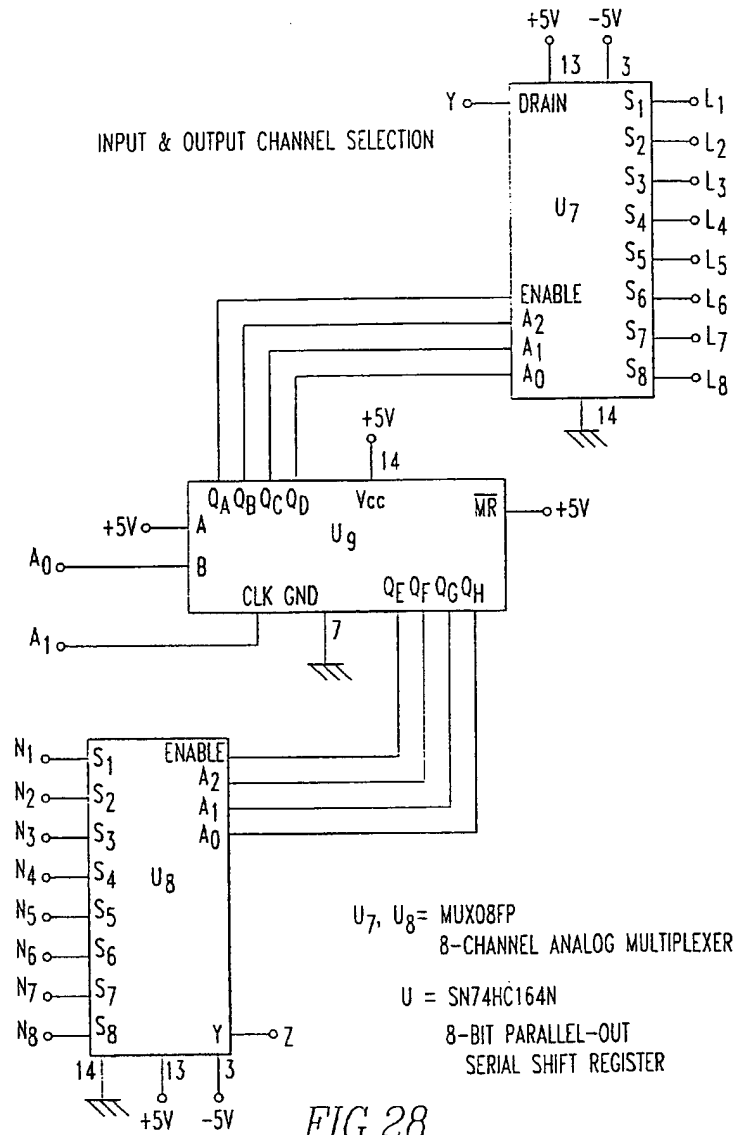 +5V -5V
13 3
Y DRAIN S1 L1
INPUT & OUTPUT CHANNEL SELECTION
S2 L2
S3 L3
U7 S4 L4
S5 L5
ENABLE S6 L6
A2
A1 S7 L7
A0 S8 L8
14
+5V
14
QA QB QC QD Vcc MR +5V
+5V A U9
A0 B
CLK GND QE QF QG QH
A1 7
N1 S1 ENABLE
N2 S2 A2
A1
N3 S3 A0
N4 S4 U8
N5 S5
N6 S6
N7 S7
N8 S8 Y Z
14 13 3
+5V -5V
U7, U8= MUX08FP
8-CHANNEL ANALOG MULTIPLEXER
U = SN74HC164N
8-BIT PARALLEL-OUT
SERIAL SHIFT REGISTER
FIG.28